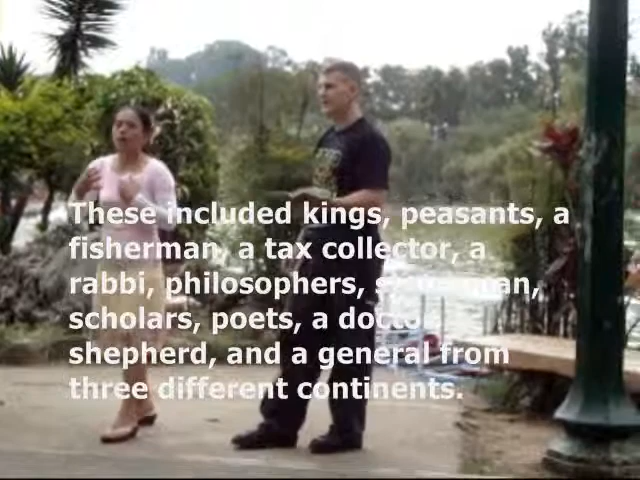 These included kings, peasants, a
fisherman, a tax collector, a
rabbi, philosophers,
scholars, poets, a
shepherd, and a general from
three different continents.